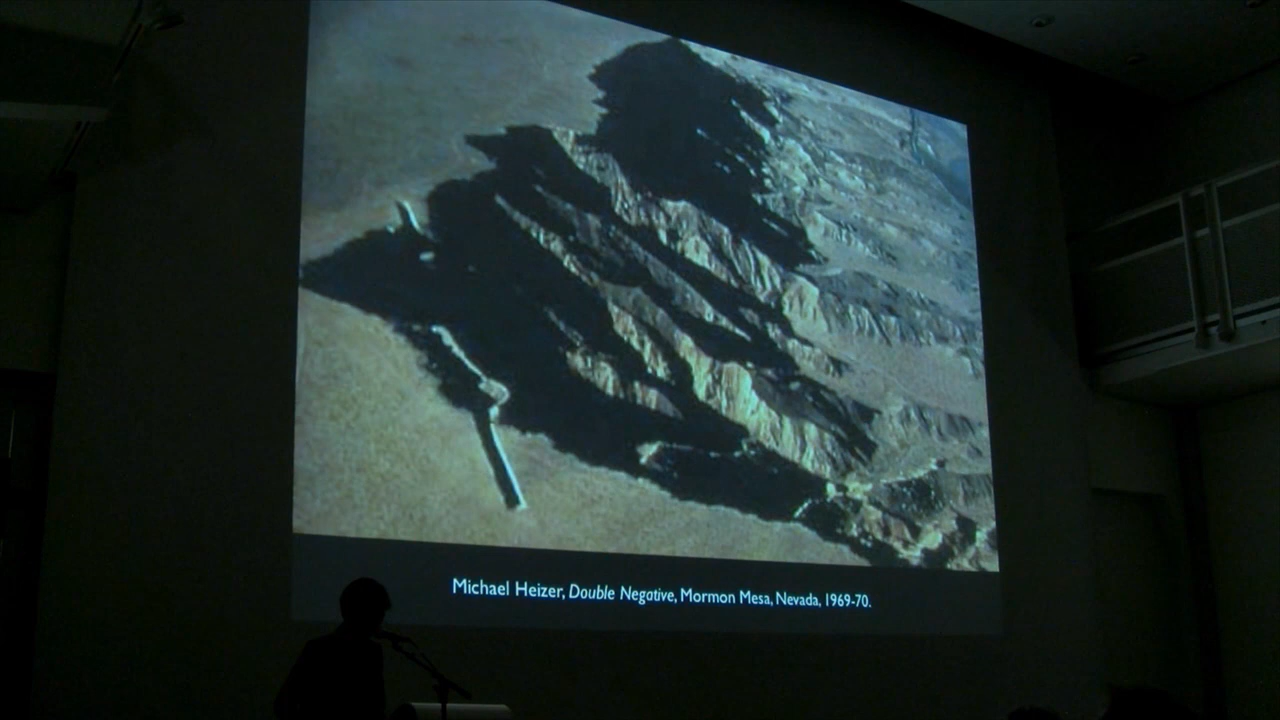 Michael Heizer, Double Negative, Mormon Mesa, Nevada, 1969-70.